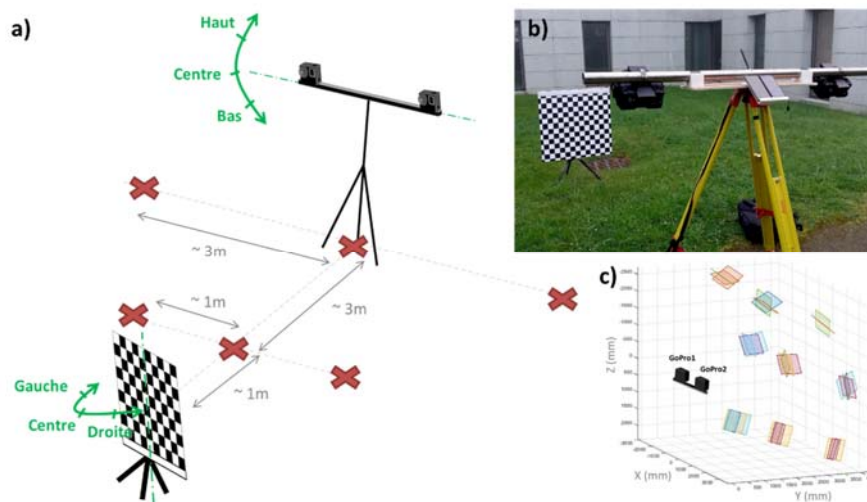 a)
Haut
Centre
Bas
~ 3m
~ 1m
~ 3m
~ 1m
Gauche
Centre
Droite
b)
c)
GoPro1
GoPro2
Z (mm)
X (mm)
Y (mm)